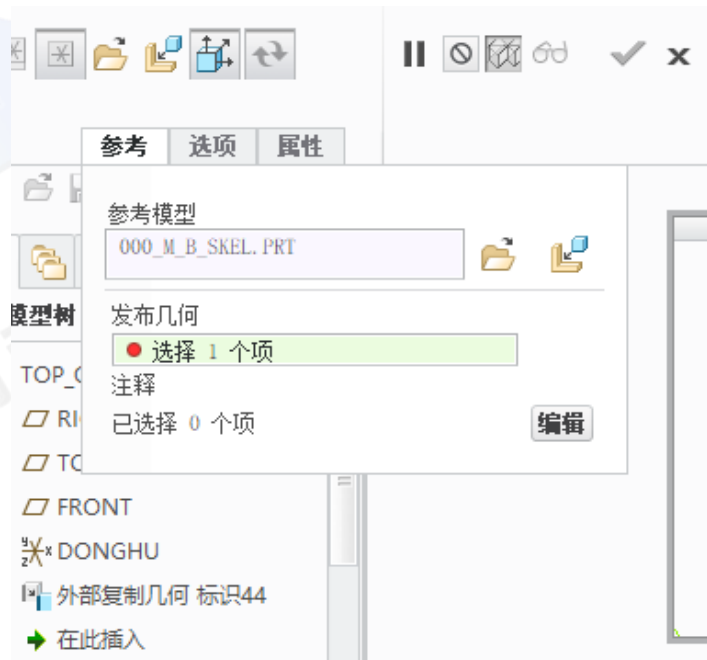 参考 选项 属性
参考模型
000_M_B_SKEL.PRT
发布几何
选择 1 个项
注释
已选择 0 个项
编辑
模型树
TOP_
RI
TO
FRONT
DONGHU
外部复制几何 标识44
在此插入